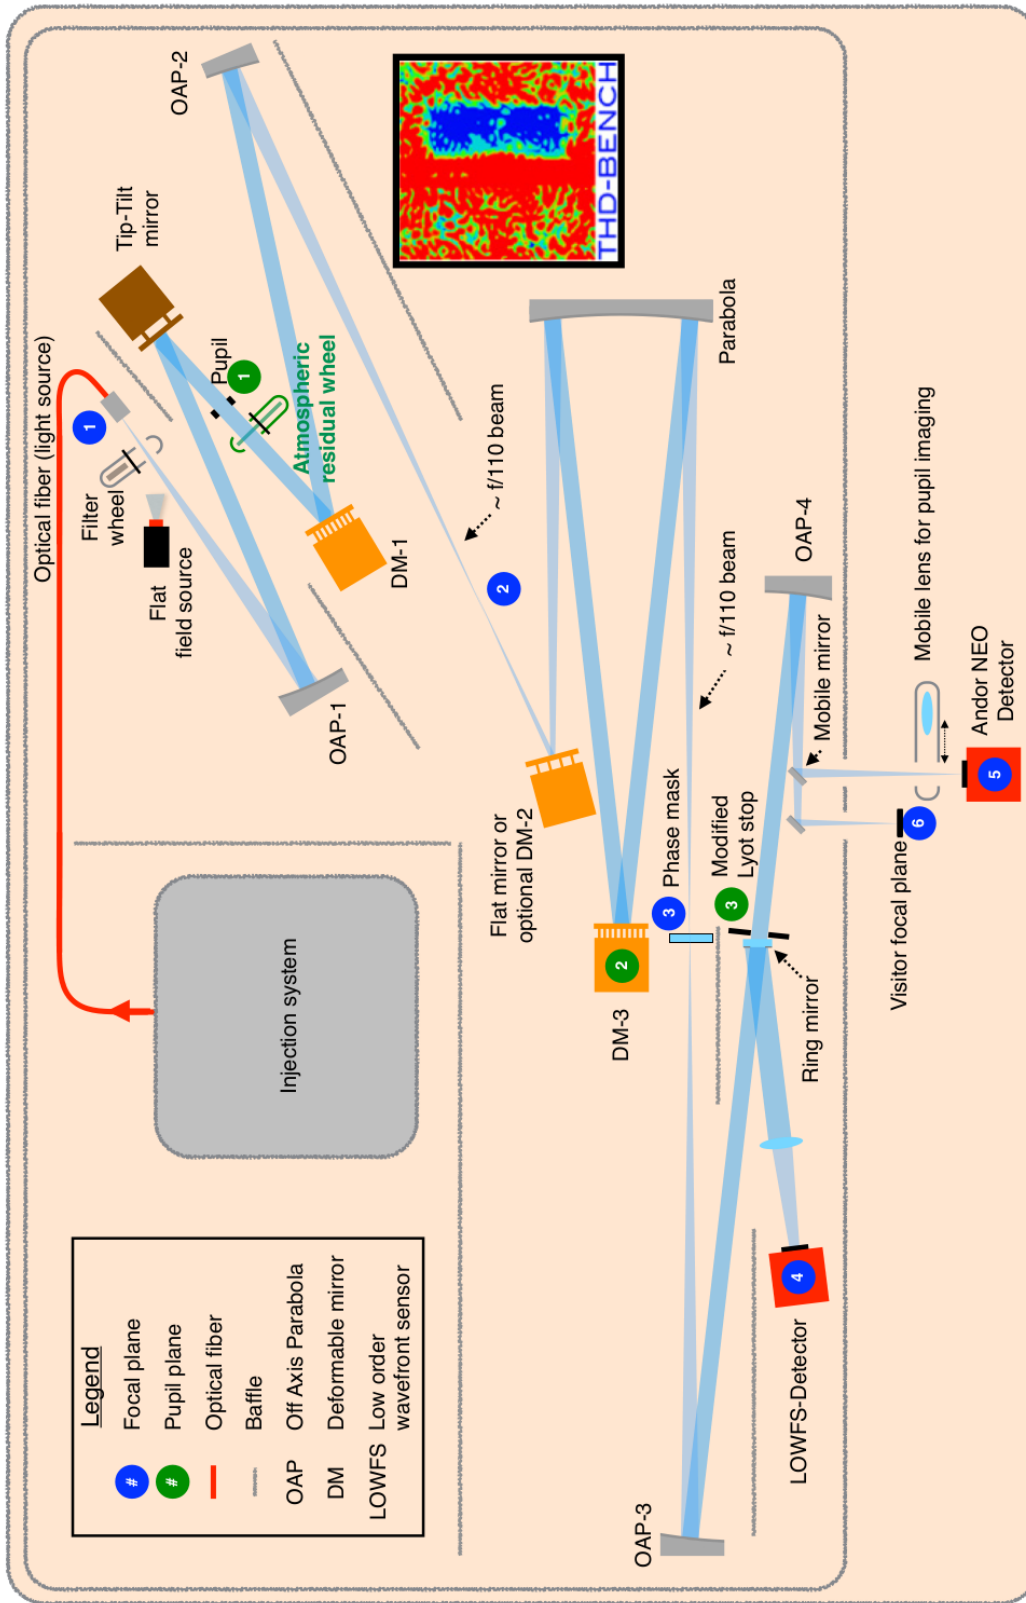 Optical fiber (light source)
1
Filter
wheel
Flat
field source
OAP-1
Tip-Tilt
mirror
Pupil
1
Atmospheric
residual wheel
DM-1
OAP-2
~ f/110 beam
2
THD-BENCH
Injection system
Flat mirror or
optional DM-2
Parabola
DM-3
2
3
Phase mask
~ f/110 beam
Modified
Lyot stop
3
Ring mirror
OAP-3
OAP-4
Mobile mirror
LOWFS-Detector
4
Visitor focal plane
6
Mobile lens for pupil imaging
5
Andor NEO
Detector
Legend
# Focal plane
# Pupil plane
Optical fiber
Baffle
OAP Off Axis Parabola
DM Deformable mirror
LOWFS Low order
wavefront sensor